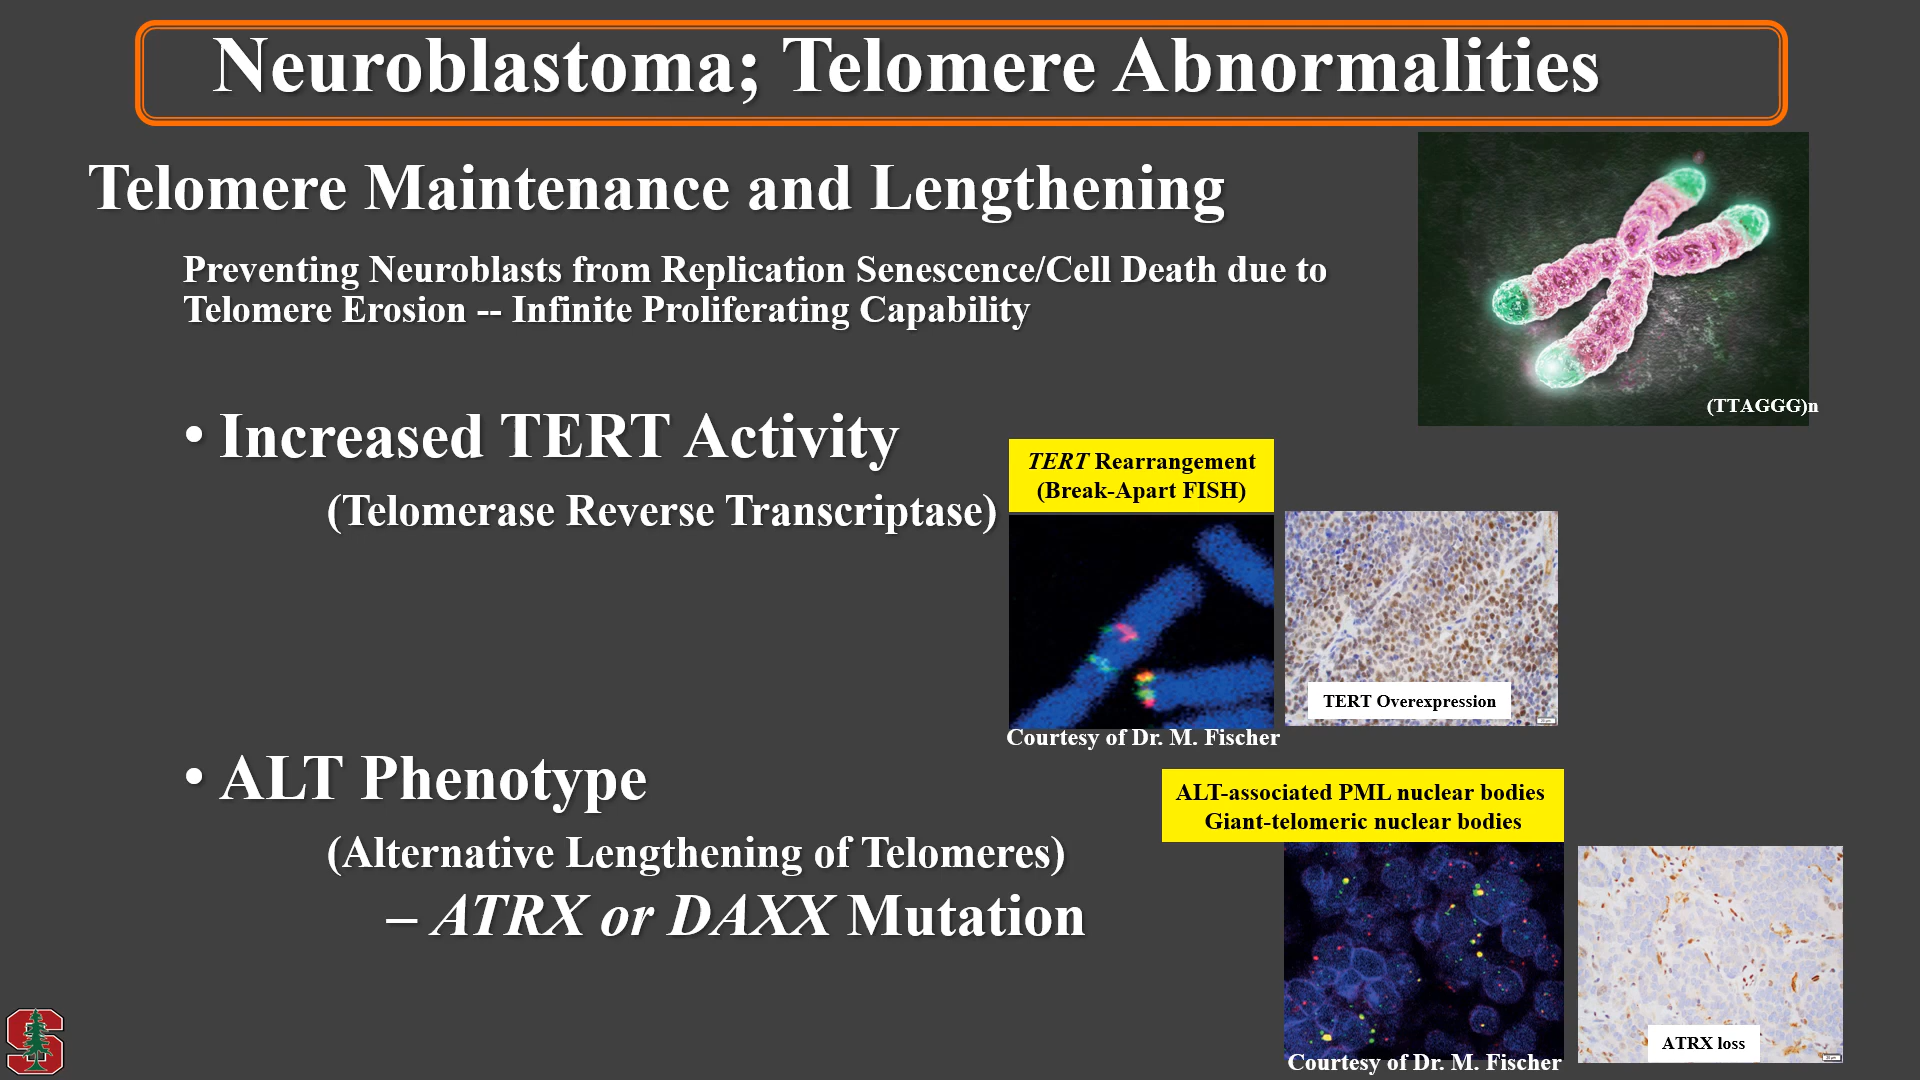 Neuroblastoma; Telomere Abnormalities
Telomere Maintenance and Lengthening
Preventing Neuroblasts from Replication Senescence/Cell Death due to
Telomere Erosion -- Infinite Proliferating Capability
(TTAGGG)n
• Increased TERT Activity
(Telomerase Reverse Transcriptase)
TERT Rearrangement
(Break-Apart FISH)
TERT Overexpression
Courtesy of Dr. M. Fischer
• ALT Phenotype
(Alternative Lengthening of Telomeres)
– ATRX or DAXX Mutation
ALT-associated PML nuclear bodies
Giant-telomeric nuclear bodies
ATRX loss
Courtesy of Dr. M. Fischer